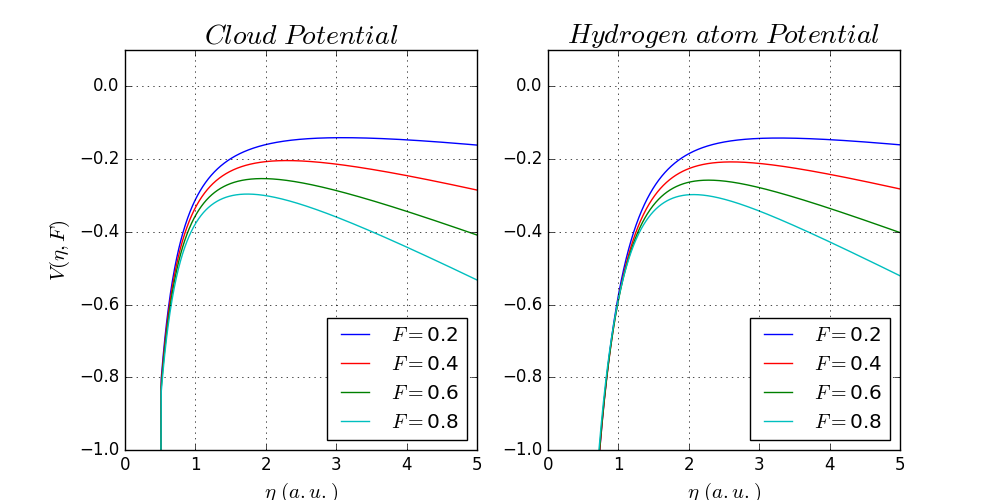 Cloud Potential
Hydrogen atom Potential
0.0
−0.2
−0.4
−0.6
−0.8
−1.0
V(η, F)
F = 0.2
F = 0.4
F = 0.6
F = 0.8
0 1 2 3 4 5
η (a.u.)
0.0
−0.2
−0.4
−0.6
−0.8
−1.0
F = 0.2
F = 0.4
F = 0.6
F = 0.8
0 1 2 3 4 5
η (a.u.)